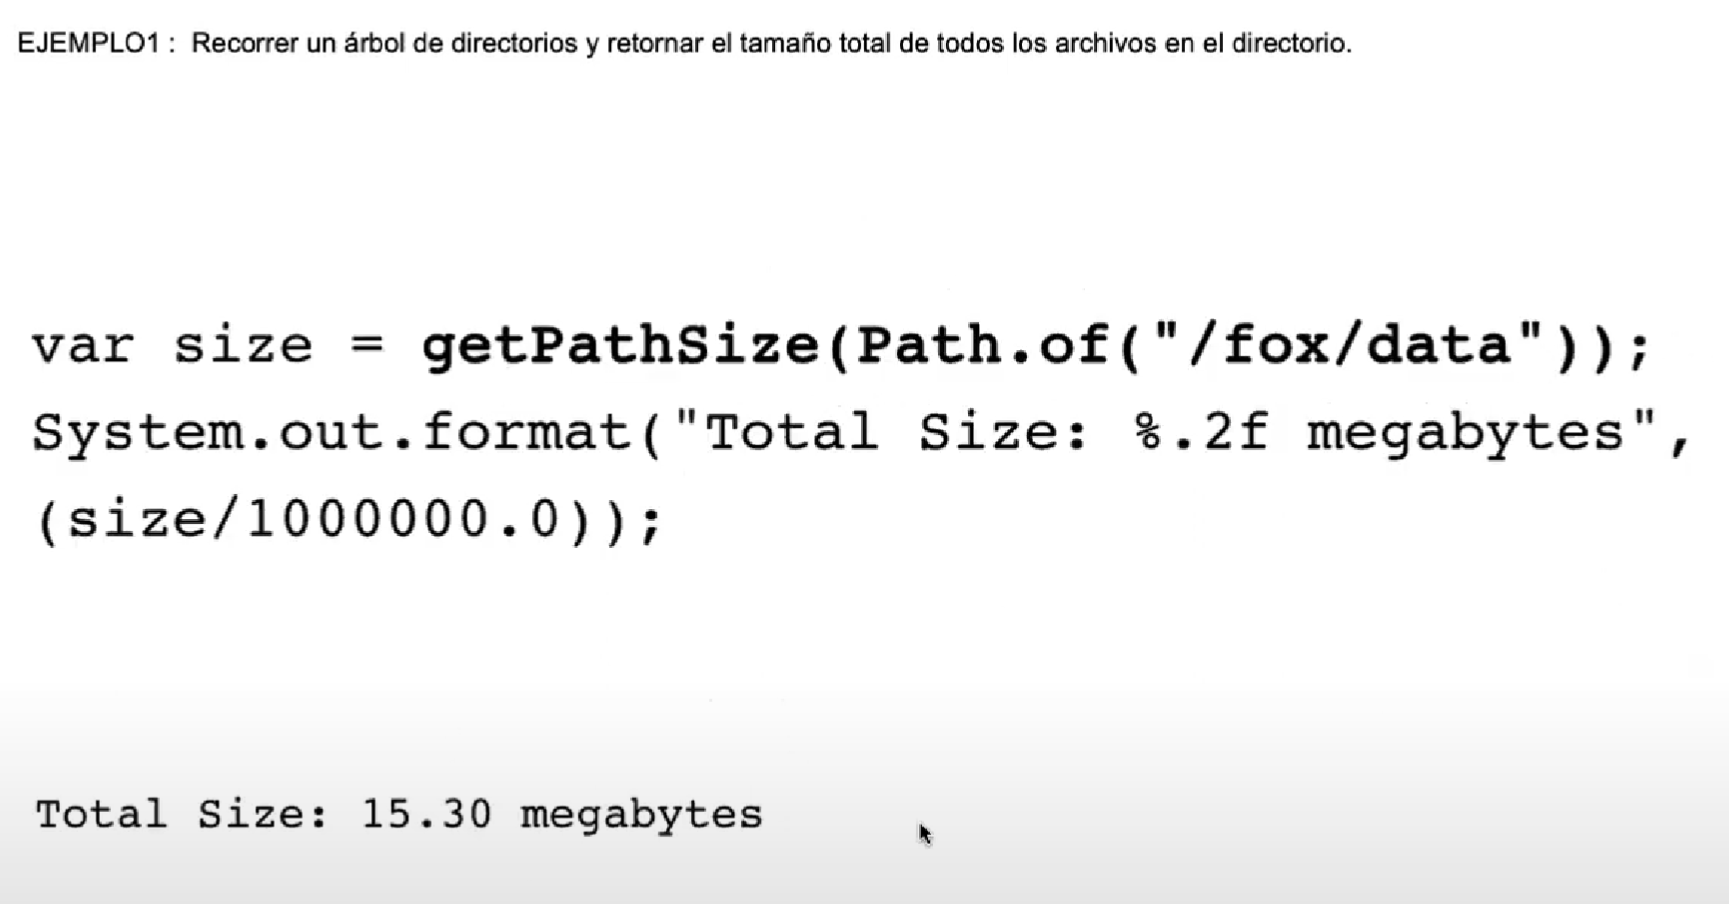 EJEMPLO1 : Recorrer un árbol de directorios y retornar el tamaño total de todos los archivos en el directorio.
var size = getPathSize(Path.of("/fox/data"));
System.out.format("Total Size: %.2f megabytes",
(size/1000000.0));
Total Size: 15.30 megabytes